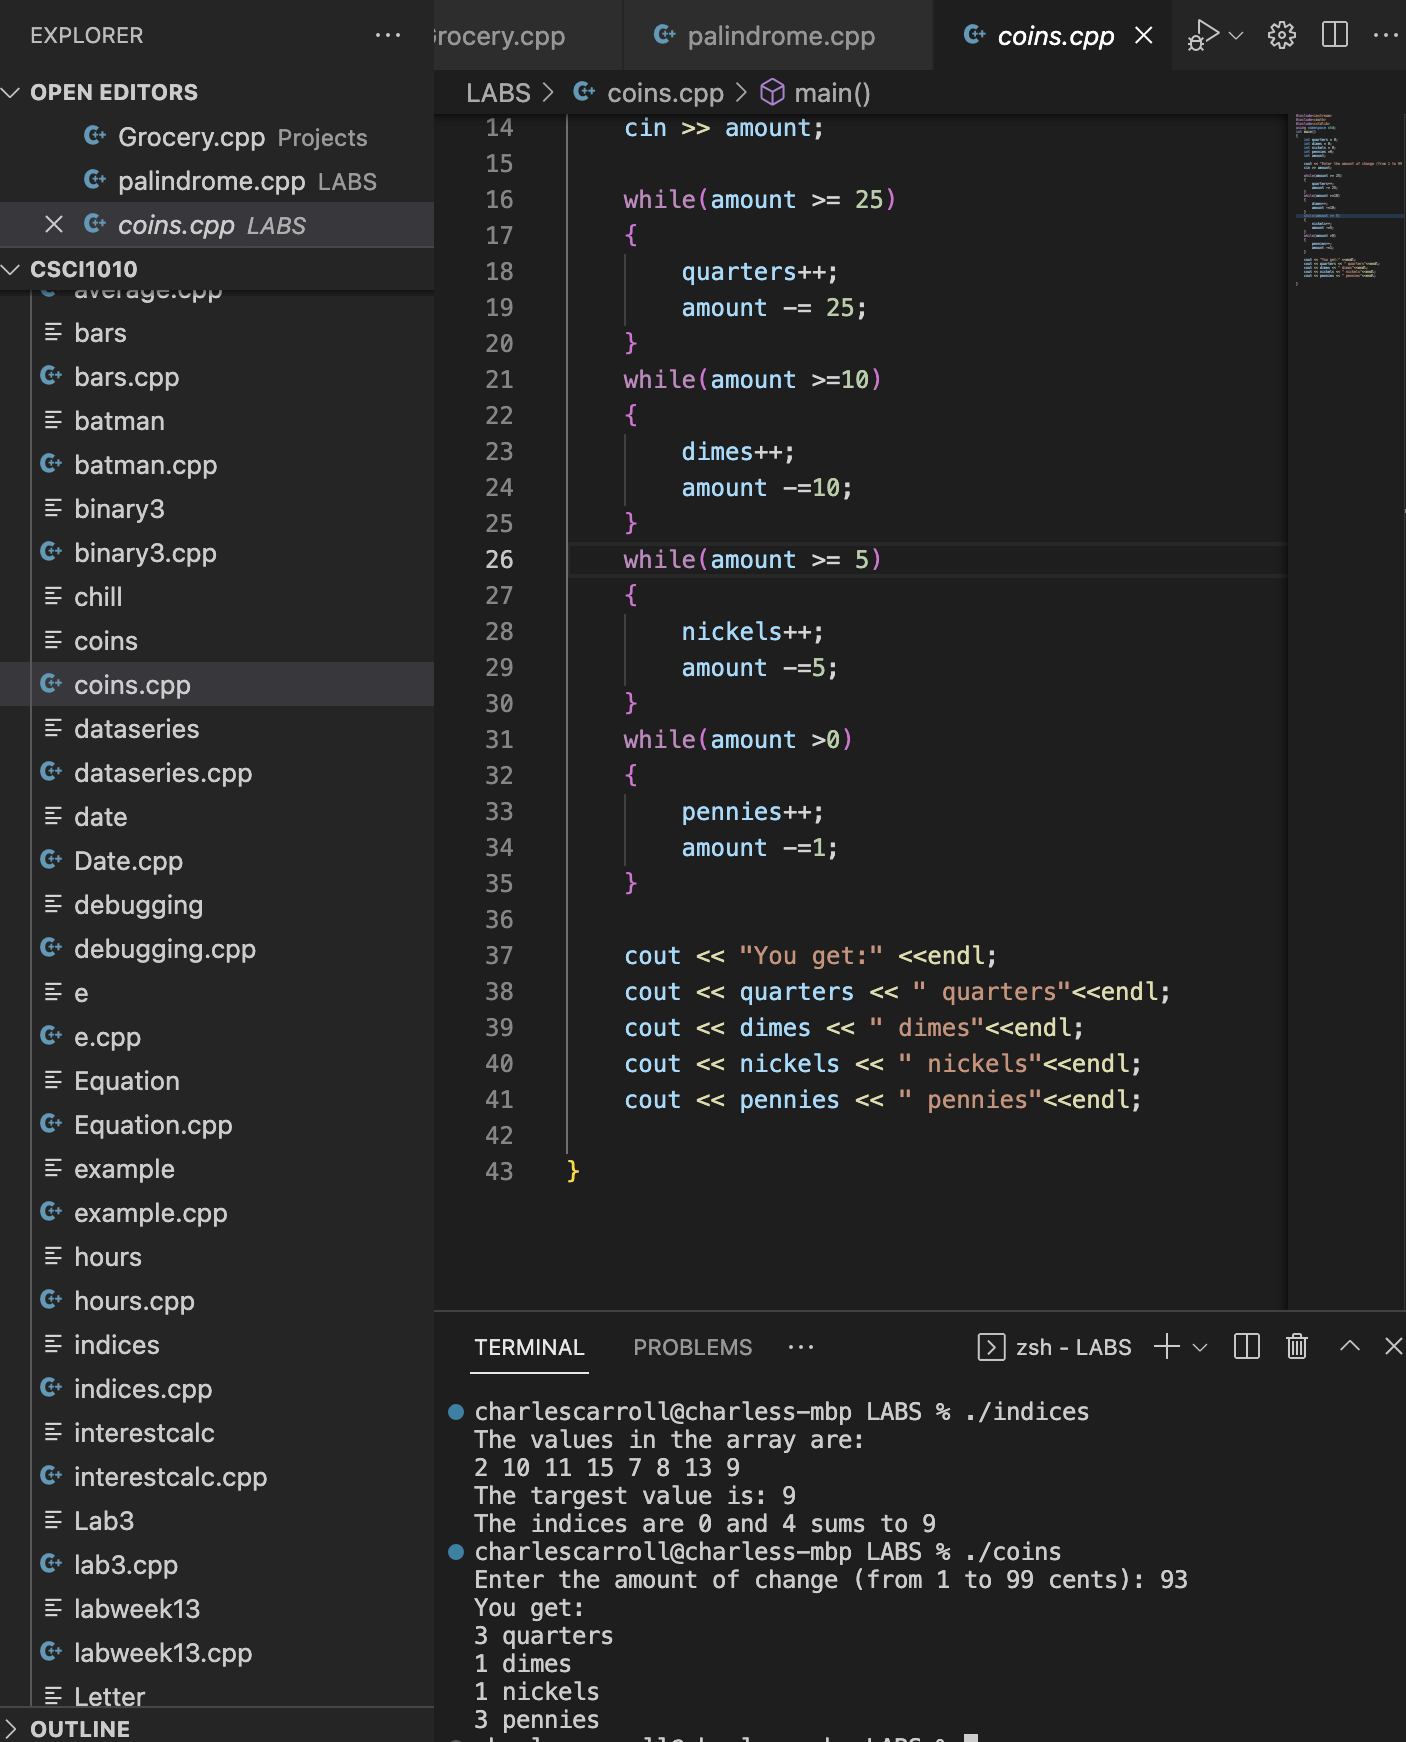 EXPLORER
OPEN EDITORS
Grocery.cpp Projects
palindrome.cpp LABS
coins.cpp LABS
CSCI1010
average.cpp
bars
bars.cpp
batman
batman.cpp
binary3
binary3.cpp
chill
coins
coins.cpp
dataseries
dataseries.cpp
date
Date.cpp
debugging
debugging.cpp
e
e.cpp
Equation
Equation.cpp
example
example.cpp
hours
hours.cpp
indices
indices.cpp
interestcalc
interestcalc.cpp
Lab3
lab3.cpp
labweek13
labweek13.cpp
Letter
OUTLINE
Grocery.cpp palindrome.cpp coins.cpp
LABS > coins.cpp > main()
14 cin >> amount;
15
16 while(amount >= 25)
17 {
18 quarters++;
19 amount -= 25;
20 }
21 while(amount >=10)
22 {
23 dimes++;
24 amount -=10;
25 }
26 while(amount >= 5)
27 {
28 nickels++;
29 amount -=5;
30 }
31 while(amount >0)
32 {
33 pennies++;
34 amount -=1;
35 }
36
37 cout << "You get:" <<endl;
38 cout << quarters << " quarters"<<endl;
39 cout << dimes << " dimes"<<endl;
40 cout << nickels << " nickels"<<endl;
41 cout << pennies << " pennies"<<endl;
42
43 }
TERMINAL PROBLEMS zsh - LABS
charlescarroll@charless-mbp LABS % ./indices
The values in the array are:
2 10 11 15 7 8 13 9
The targest value is: 9
The indices are 0 and 4 sums to 9
charlescarroll@charless-mbp LABS % ./coins
Enter the amount of change (from 1 to 99 cents): 93
You get:
3 quarters
1 dimes
1 nickels
3 pennies
charlescarroll@charless-mbp LABS %